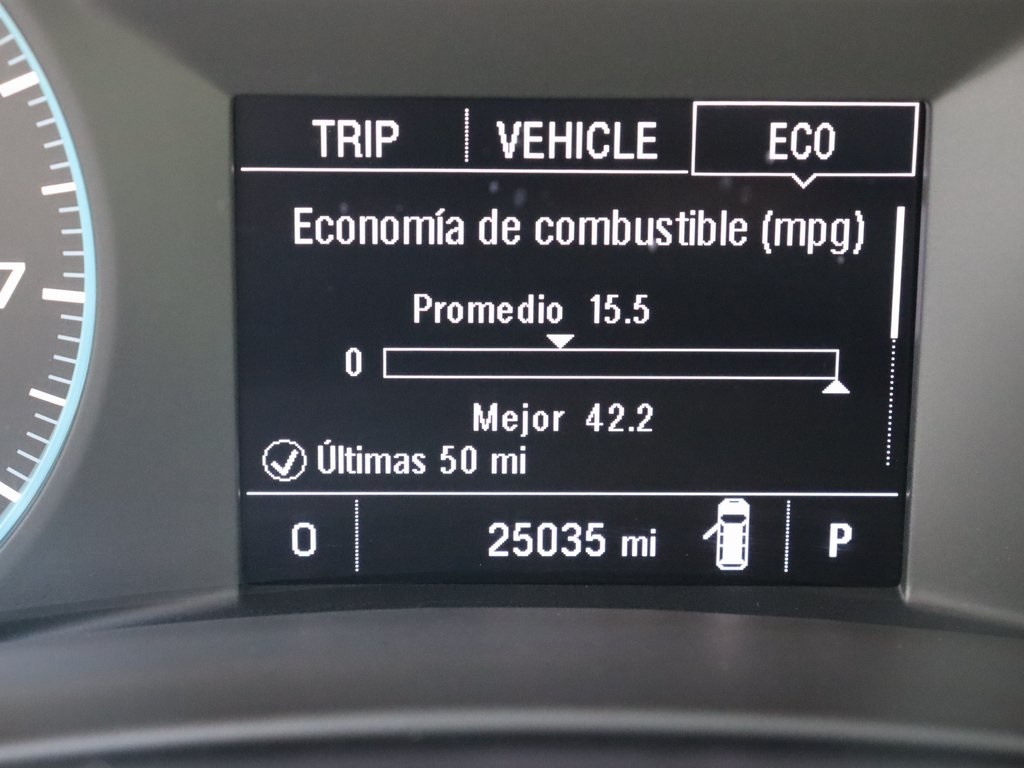 TRIP VEHICLE ECO
Economía de combustible (mpg)
Promedio 15.5
0
Mejor 42.2
Últimas 50 mi
0 25035 mi P
7